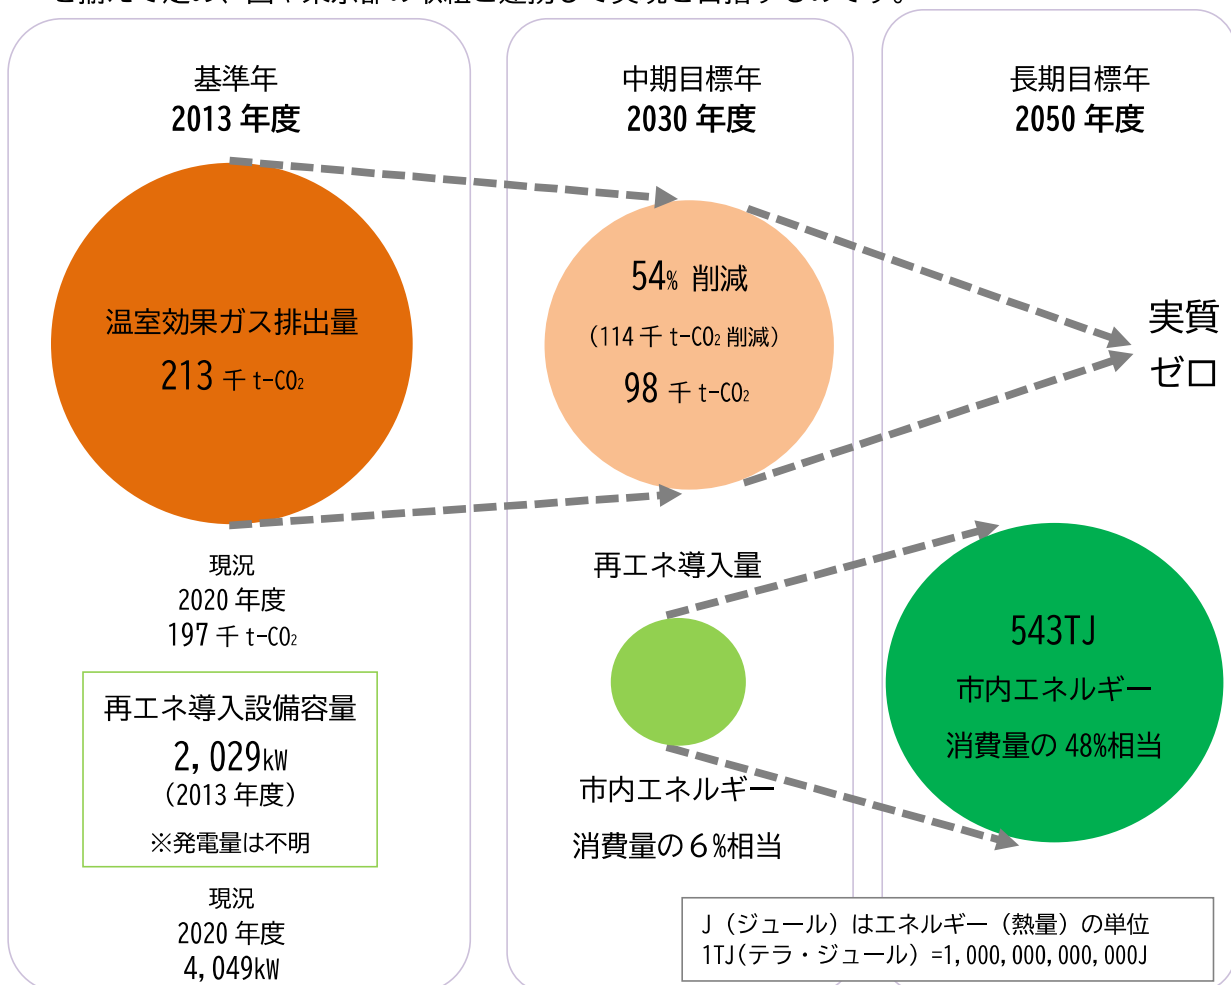 基準年
2013 年度
温室効果ガス排出量
213 千 t-CO₂
現況
2020 年度
197 千 t-CO₂
再エネ導入設備容量
2,029kW
（2013 年度）
※発電量は不明
現況
2020 年度
4,049kW
中期目標年
2030 年度
54% 削減
（114 千 t-CO₂ 削減）
98 千 t-CO₂
再エネ導入量
市内エネルギー
消費量の６%相当
長期目標年
2050 年度
実質
ゼロ
543TJ
市内エネルギー
消費量の 48%相当
J（ジュール）はエネルギー（熱量）の単位
1TJ(テラ・ジュール）=1,000,000,000,000J